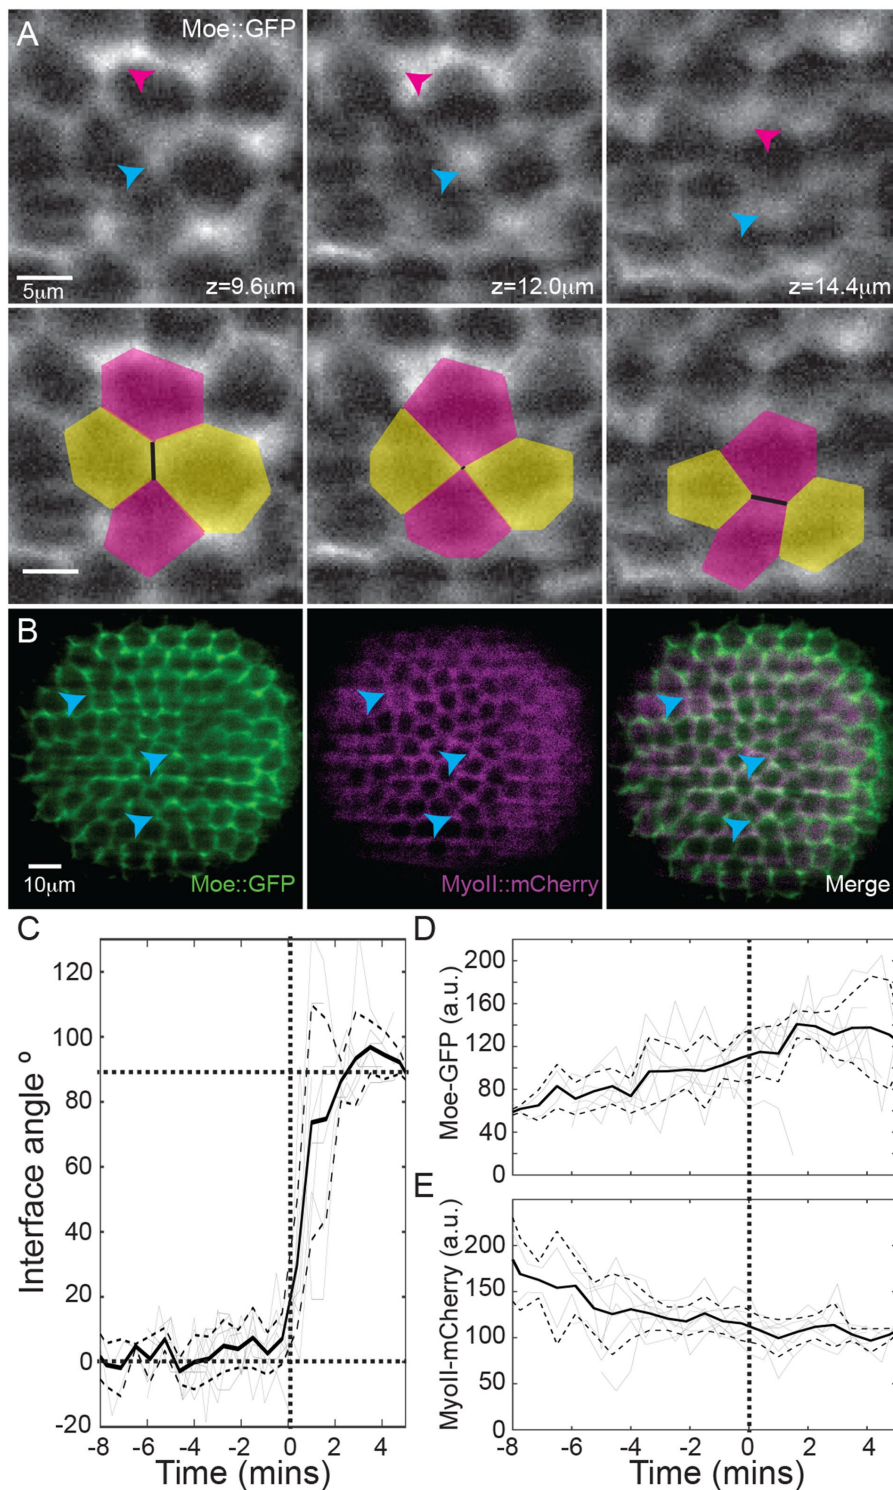 A
Moe::GFP
5μm
z=9.6μm
z=12.0μm
z=14.4μm
B
10μm
Moe::GFP
MyoII::mCherry
Merge
C
Interface angle º
120
100
80
60
40
20
0
-20
-8
-6
-4
-2
0
2
4
Time (mins)
D
Moe-GFP (a.u.)
200
160
120
80
40
0
E
MyoII-mCherry (a.u.)
200
150
100
50
0
-8
-6
-4
-2
0
2
4
Time (mins)